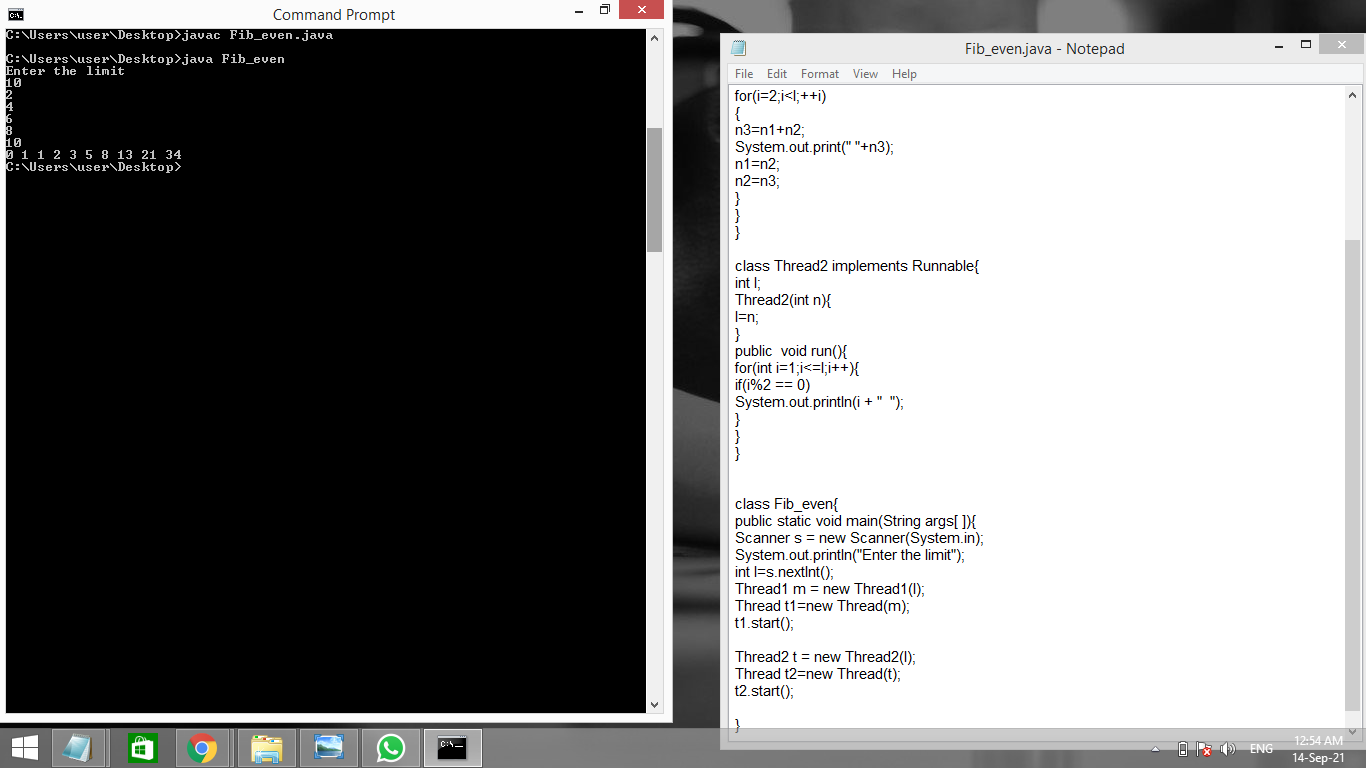 Command Prompt
C:\Users\user\Desktop>javac Fib_even.java
C:\Users\user\Desktop>java Fib_even
Enter the limit
10
2
4
6
8
10
0 1 1 2 3 5 8 13 21 34
C:\Users\user\Desktop>
Fib_even.java - Notepad
File Edit Format View Help
for(i=2;i<l;++i)
{
n3=n1+n2;
System.out.print(" "+n3);
n1=n2;
n2=n3;
}
}
}
class Thread2 implements Runnable{
int l;
Thread2(int n){
l=n;
}
public  void run(){
for(int i=1;i<=l;i++){
if(i%2 == 0)
System.out.println(i + "  ");
}
}
}
class Fib_even{
public static void main(String args[ ]){
Scanner s = new Scanner(System.in);
System.out.println("Enter the limit");
int l=s.nextInt();
Thread1 m = new Thread1(l);
Thread t1=new Thread(m);
t1.start();
Thread2 t = new Thread2(l);
Thread t2=new Thread(t);
t2.start();
}
ENG
12:54 AM
14-Sep-21